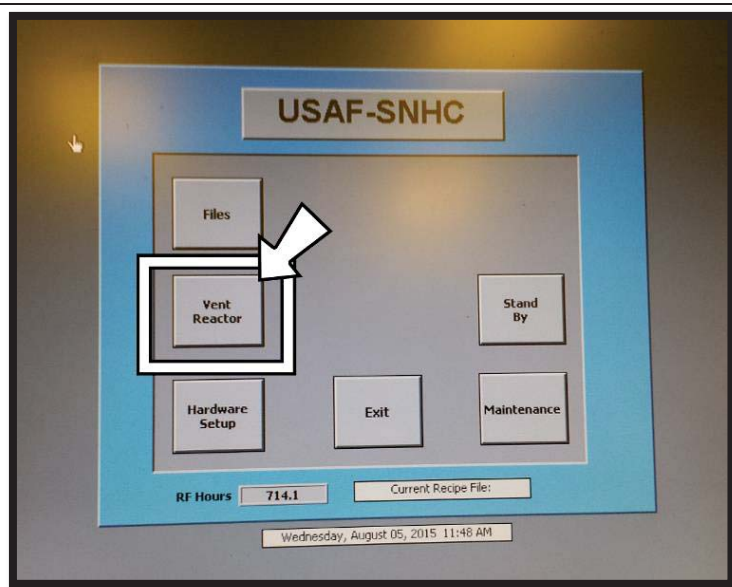 USAF-SNHC
Files
Vent
Reactor
Stand
By
Hardware
Setup
Exit
Maintenance
RF Hours 714.1
Current Recipe File:
Wednesday, August 05, 2015 11:48 AM